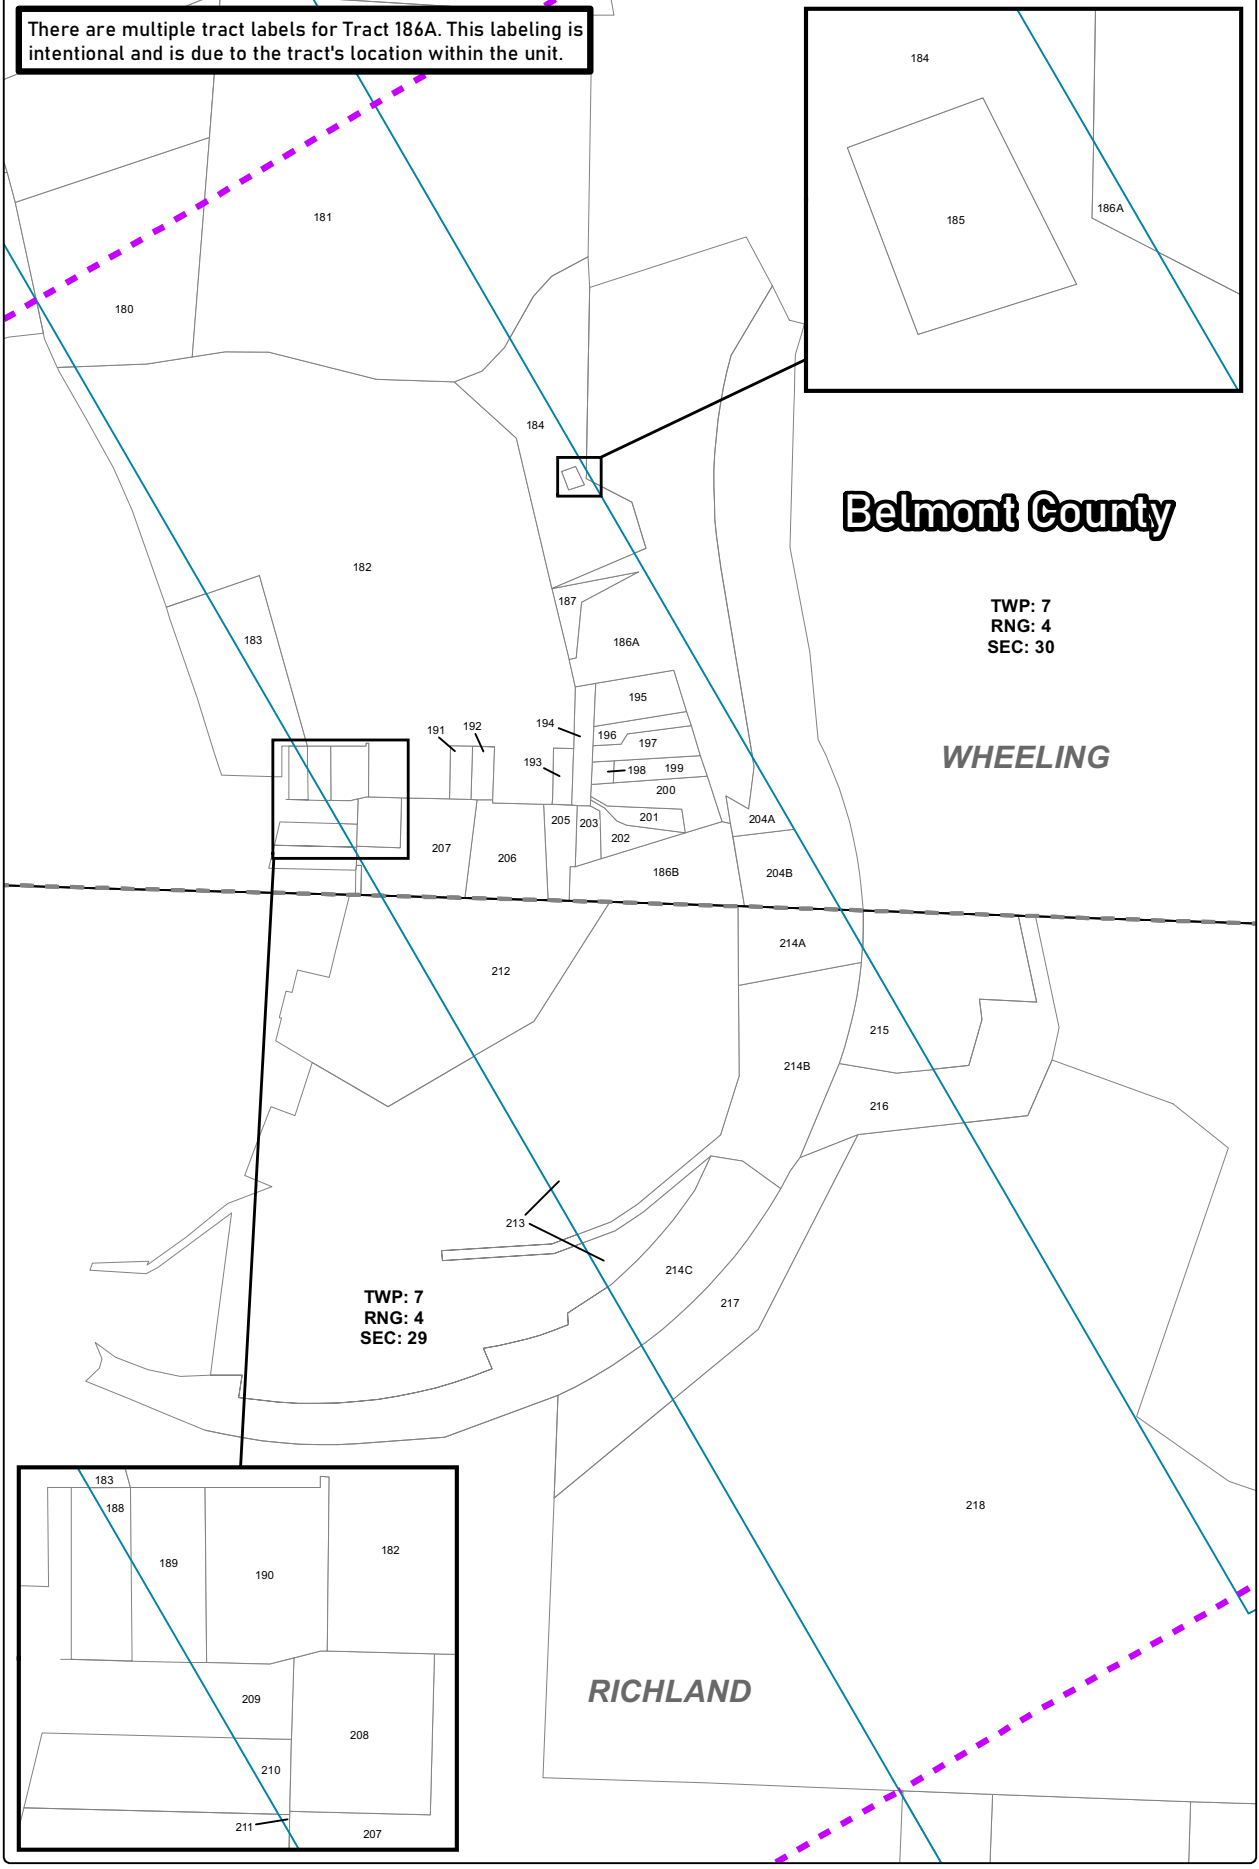 There are multiple tract labels for Tract 186A. This labeling is
intentional and is due to the tract's location within the unit.
184
185
186A
181
180
184
Belmont County
182
TWP: 7
RNG: 4
SEC: 30
187
183
186A
195
194
191
192
196
197
WHEELING
193
198
199
200
201
204A
205
203
202
207
206
186B
204B
214A
212
215
214B
216
213
214C
217
TWP: 7
RNG: 4
SEC: 29
183
188
189
190
182
209
208
210
211
207
218
RICHLAND